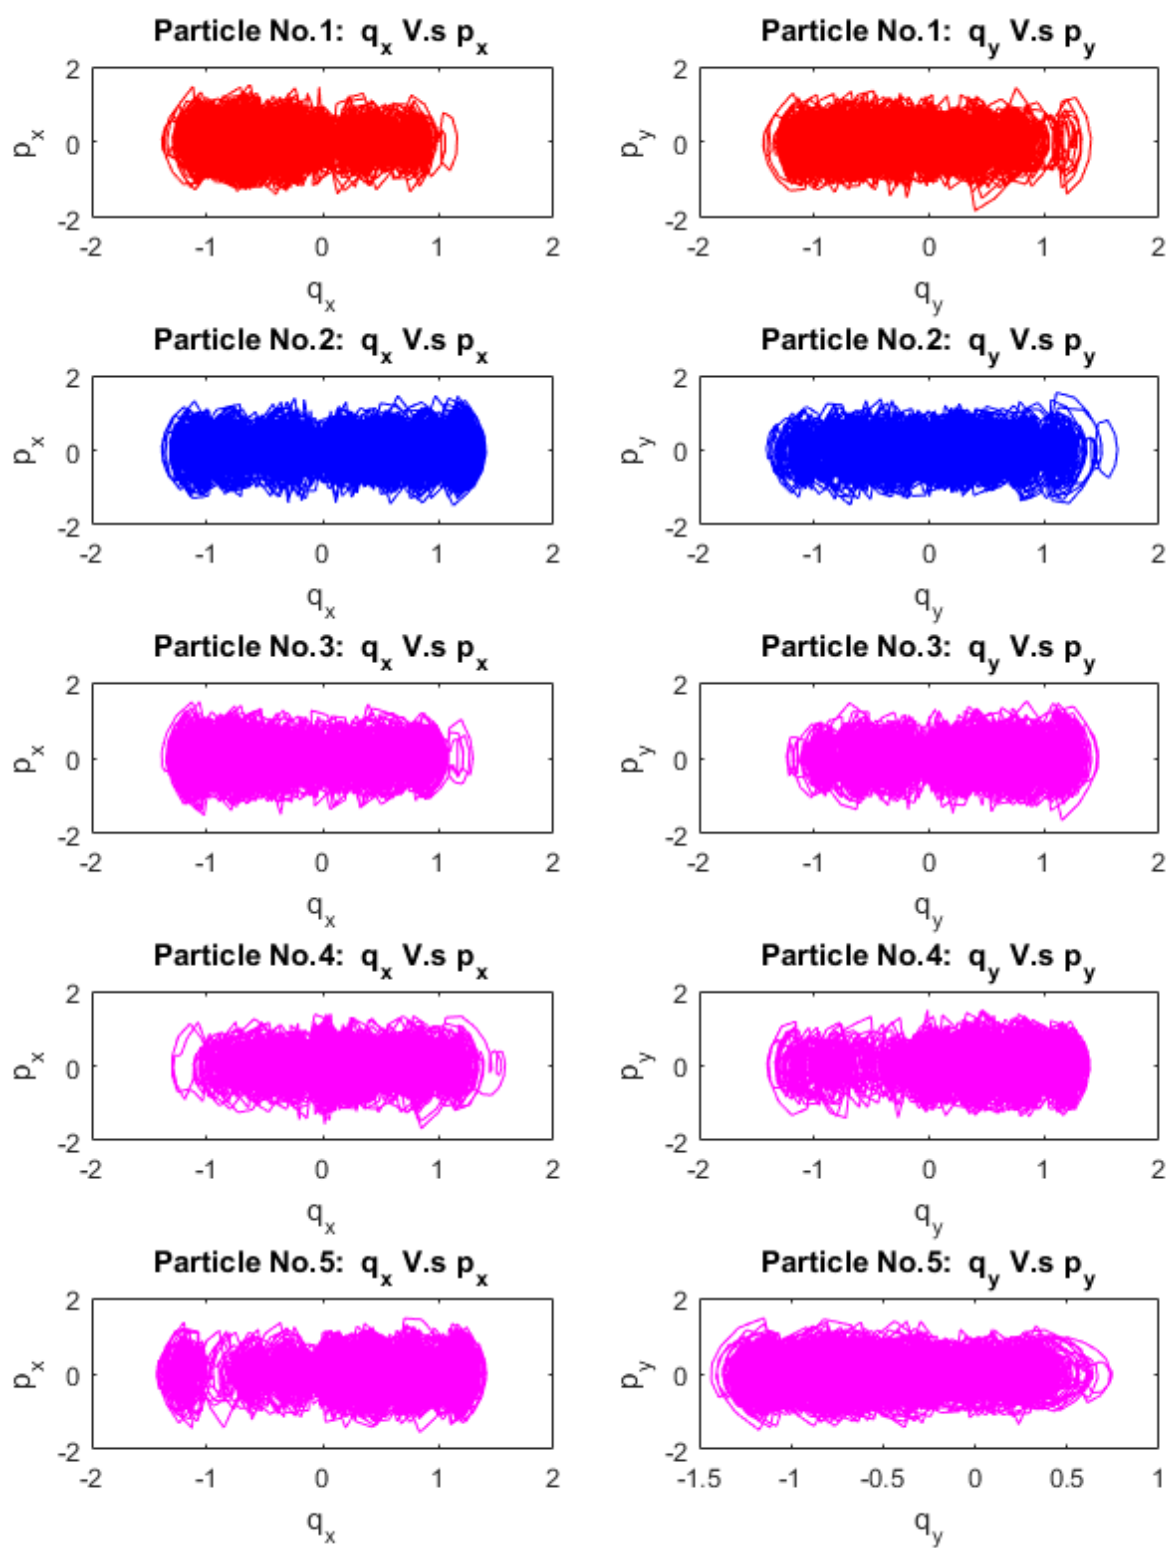 Particle No.1: q_x V.s p_x
2
0
-2
p_x
-2 -1 0 1 2
q_x
Particle No.1: q_y V.s p_y
2
0
-2
p_y
-2 -1 0 1 2
q_y
Particle No.2: q_x V.s p_x
2
0
-2
p_x
-2 -1 0 1 2
q_x
Particle No.2: q_y V.s p_y
2
0
-2
p_y
-2 -1 0 1 2
q_y
Particle No.3: q_x V.s p_x
2
0
-2
p_x
-2 -1 0 1 2
q_x
Particle No.3: q_y V.s p_y
2
0
-2
p_y
-2 -1 0 1 2
q_y
Particle No.4: q_x V.s p_x
2
0
-2
p_x
-2 -1 0 1 2
q_x
Particle No.4: q_y V.s p_y
2
0
-2
p_y
-2 -1 0 1 2
q_y
Particle No.5: q_x V.s p_x
2
0
-2
p_x
-2 -1 0 1 2
q_x
Particle No.5: q_y V.s p_y
2
0
-2
p_y
-1.5 -1 -0.5 0 0.5 1
q_y